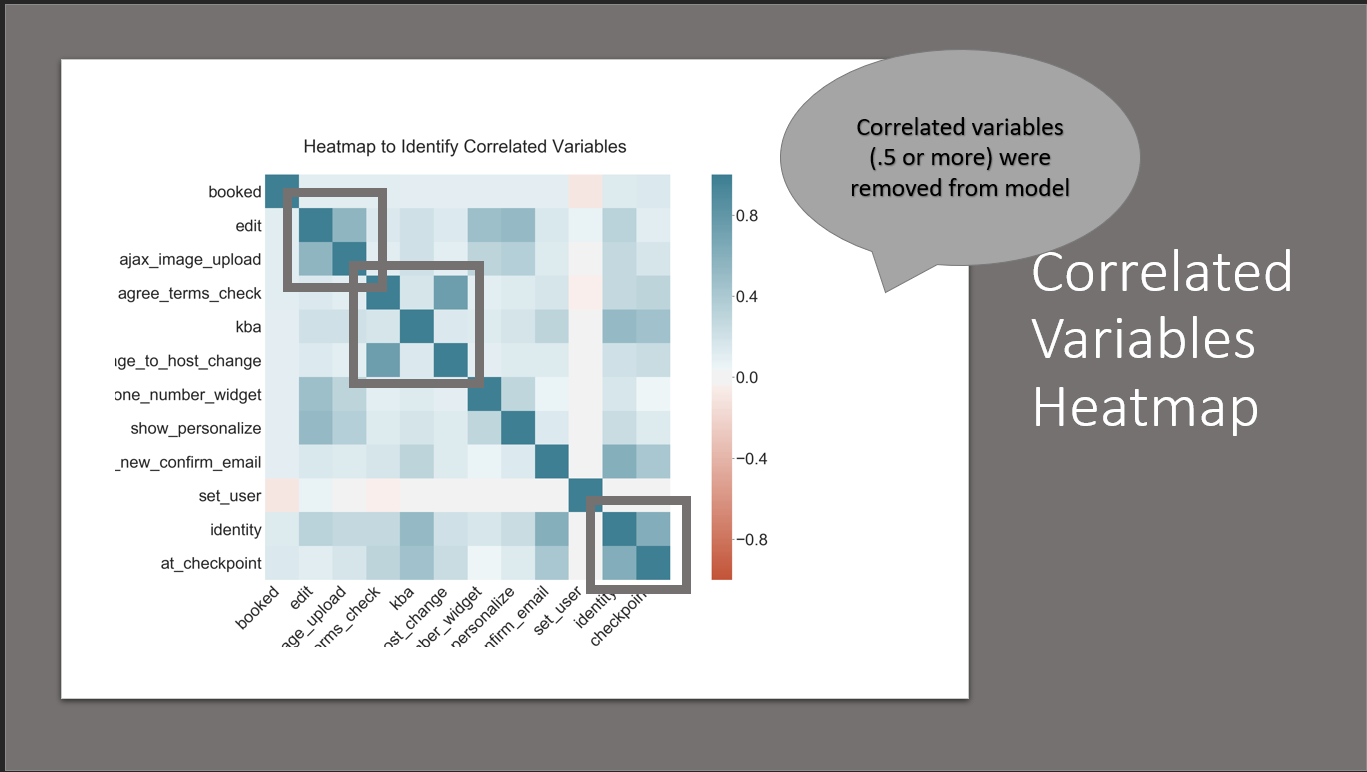 Correlated variables
(.5 or more) were
removed from model
Correlated
Variables
Heatmap
Heatmap to Identify Correlated Variables
booked
edit
ajax_image_upload
agree_terms_check
kba
ge_to_host_change
one_number_widget
show_personalize
_new_confirm_email
set_user
identity
at_checkpoint
0.8
0.4
0.0
−0.4
−0.8
booked
edit
age_upload
erms_check
kba
ost_change
ber_widget
personalize
nfirm_email
set_user
identity
checkpoint